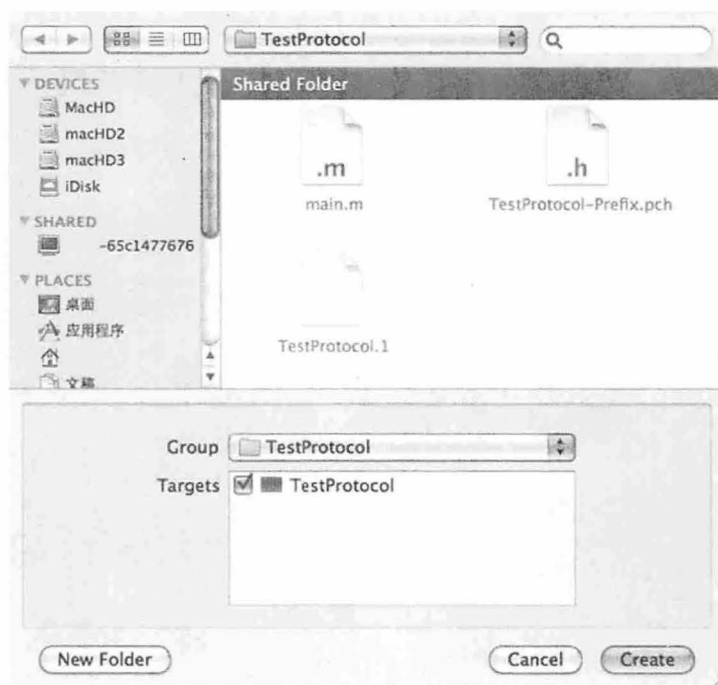 TestProtocol
DEVICES
MacHD
macHD2
macHD3
iDisk
SHARED
-65c1477676
PLACES
桌面
应用程序
文稿
Shared Folder
.m
main.m
.h
TestProtocol-Prefix.pch
TestProtocol.1
Group TestProtocol
Targets TestProtocol
New Folder
Cancel
Create